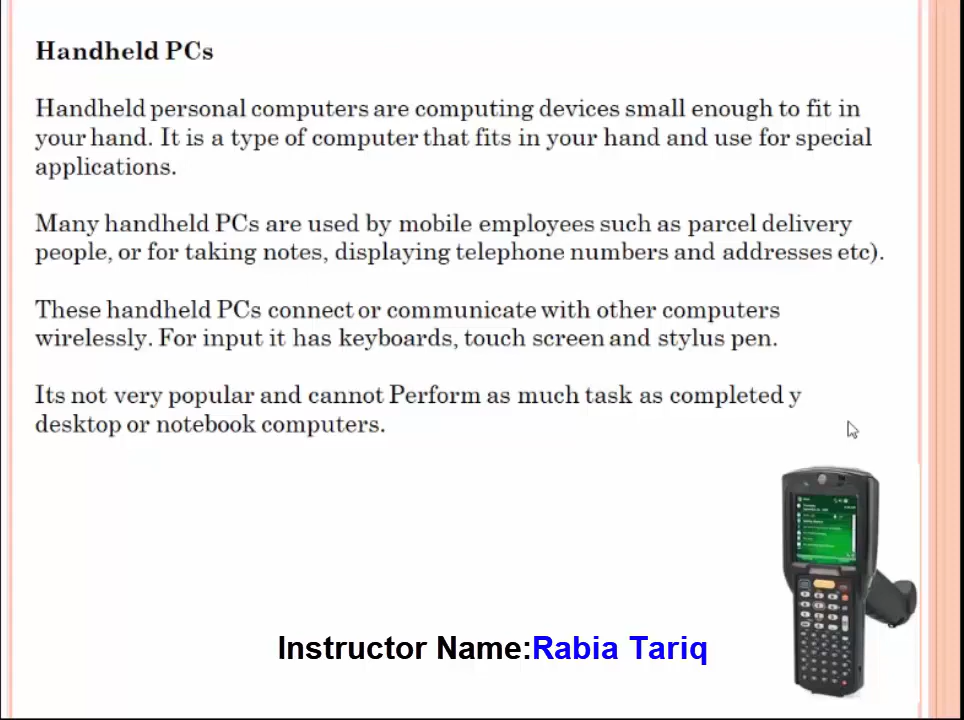 Handheld PCs
Handheld personal computers are computing devices small enough to fit in
your hand. It is a type of computer that fits in your hand and use for special
applications.
Many handheld PCs are used by mobile employees such as parcel delivery
people, or for taking notes, displaying telephone numbers and addresses etc).
These handheld PCs connect or communicate with other computers
wirelessly. For input it has keyboards, touch screen and stylus pen.
Its not very popular and cannot Perform as much task as completed y
desktop or notebook computers.
Instructor Name:Rabia Tariq